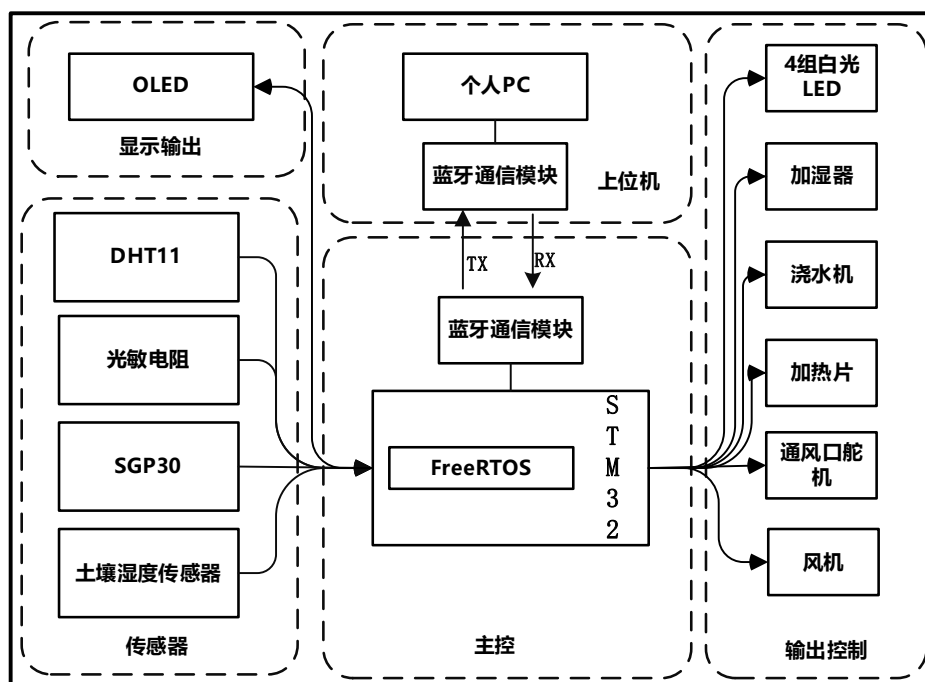 OLED
显示输出
DHT11
光敏电阻
SGP30
土壤湿度传感器
传感器
个人PC
蓝牙通信模块
上位机
TX
RX
蓝牙通信模块
FreeRTOS
S
T
M
3
2
主控
4组白光
LED
加湿器
浇水机
加热片
通风口舵
机
风机
输出控制